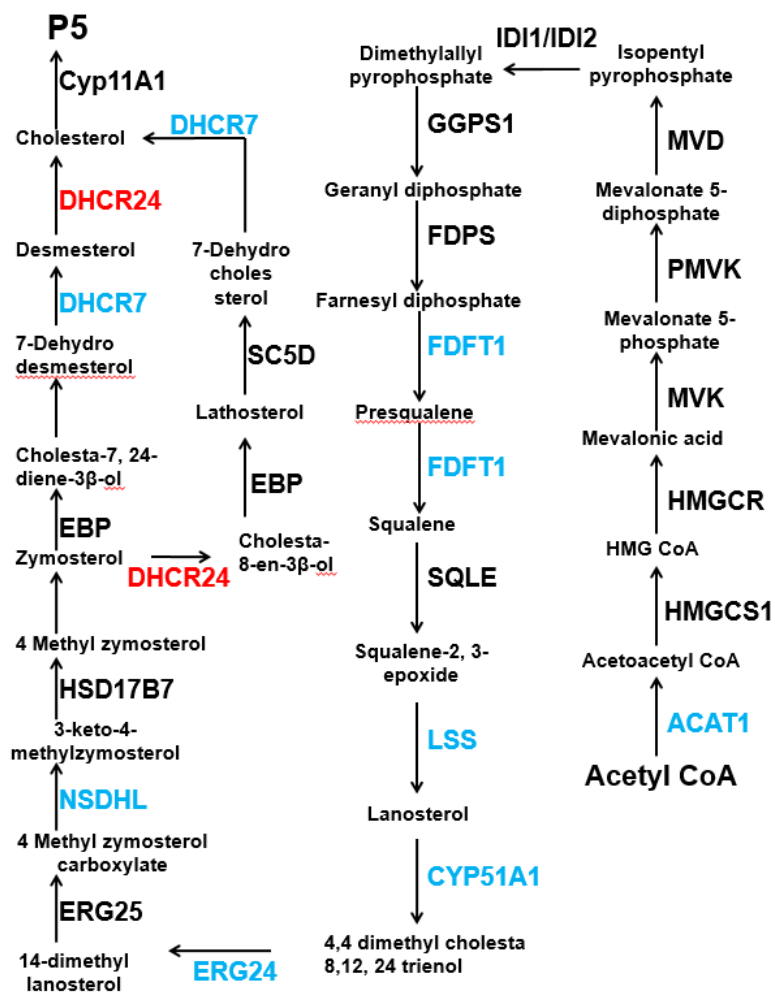 P5
Cyp11A1
Cholesterol
DHCR7
DHCR24
Desmesterol
DHCR7
7-Dehydro
desmesterol
Cholesta-7, 24-
diene-3β-ol
EBP
Zymosterol
DHCR24
4 Methyl zymosterol
HSD17B7
3-keto-4-
methylzymosterol
NSDHL
4 Methyl zymosterol
carboxylate
ERG25
14-dimethyl
lanosterol
ERG24
7-Dehydro
choles
sterol
SC5D
Lathosterol
EBP
Cholesta-
8-en-3β-ol
Dimethylallyl
pyrophosphate
GGPS1
Geranyl diphosphate
FDPS
Farnesyl diphosphate
FDFT1
Presqualene
FDFT1
Squalene
SQLE
Squalene-2, 3-
epoxide
LSS
Lanosterol
CYP51A1
4,4 dimethyl cholesta
8,12, 24 trienol
IDI1/IDI2
Isopentyl
pyrophosphate
MVD
Mevalonate 5-
diphosphate
PMVK
Mevalonate 5-
phosphate
MVK
Mevalonic acid
HMGCR
HMG CoA
HMGCS1
Acetoacetyl CoA
ACAT1
Acetyl CoA